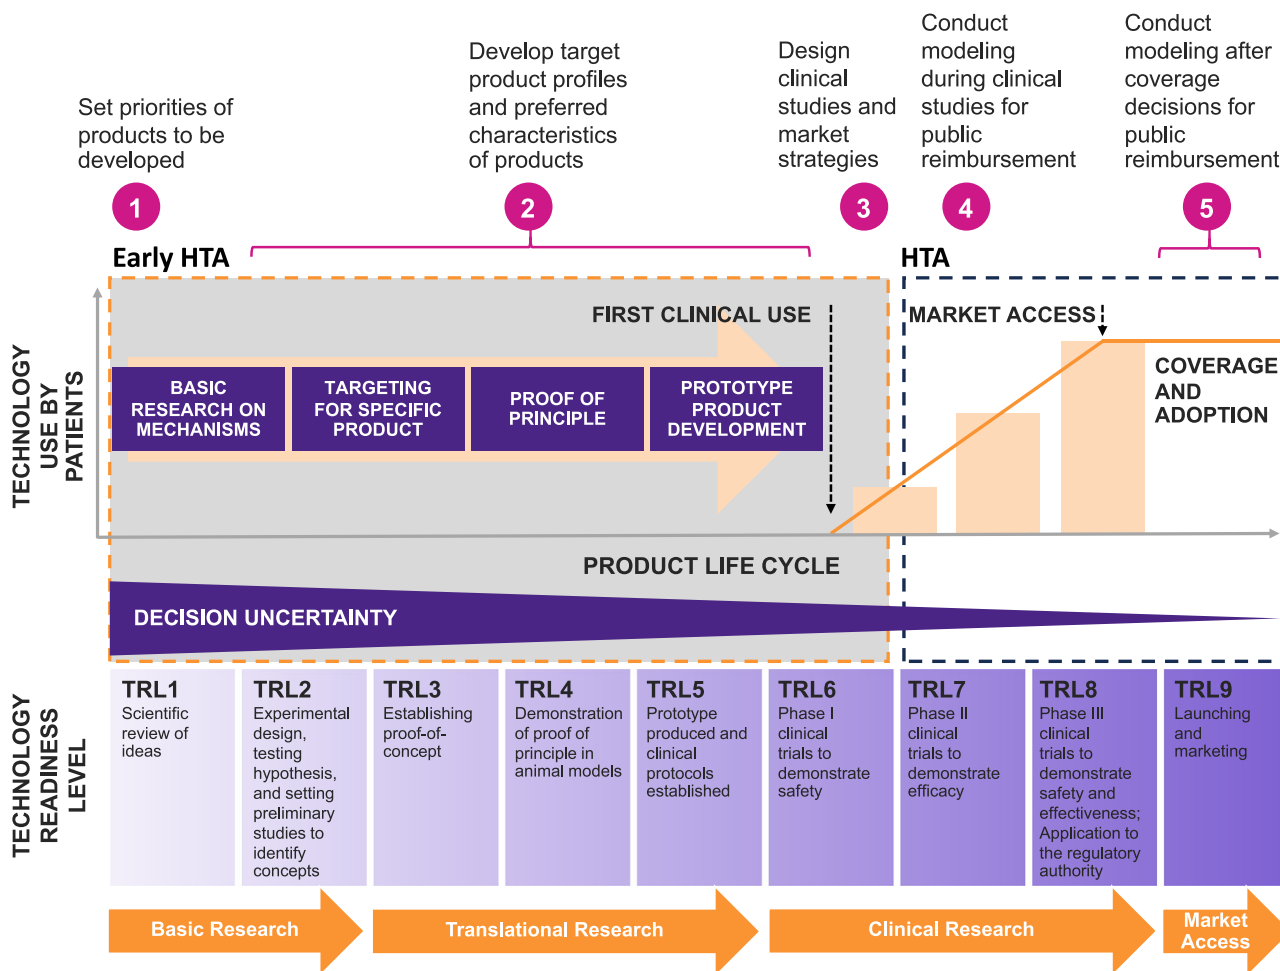 Set priorities of
products to be
developed
Develop target
product profiles
and preferred
characteristics
of products
Design
clinical
studies and
market
strategies
Conduct
modeling
during clinical
studies for
public
reimbursement
Conduct
modeling after
coverage
decisions for
public
reimbursement
1
2
3
4
5
Early HTA
HTA
FIRST CLINICAL USE
MARKET ACCESS
TECHNOLOGY
USE BY
PATIENTS
BASIC
RESEARCH ON
MECHANISMS
TARGETING
FOR SPECIFIC
PRODUCT
PROOF OF
PRINCIPLE
PROTOTYPE
PRODUCT
DEVELOPMENT
COVERAGE
AND
ADOPTION
PRODUCT LIFE CYCLE
DECISION UNCERTAINTY
TECHNOLOGY
READINESS
LEVEL
TRL1
Scientific
review of
ideas
TRL2
Experimental
design,
testing
hypothesis,
and setting
preliminary
studies to
identify
concepts
TRL3
Establishing
proof-of-
concept
TRL4
Demonstration
of proof of
principle in
animal models
TRL5
Prototype
produced and
clinical
protocols
established
TRL6
Phase I
clinical
trials to
demonstrate
safety
TRL7
Phase II
clinical
trials to
demonstrate
efficacy
TRL8
Phase III
clinical
trials to
demonstrate
safety and
effectiveness;
Application to
the regulatory
authority
TRL9
Launching
and
marketing
Basic Research
Translational Research
Clinical Research
Market
Access